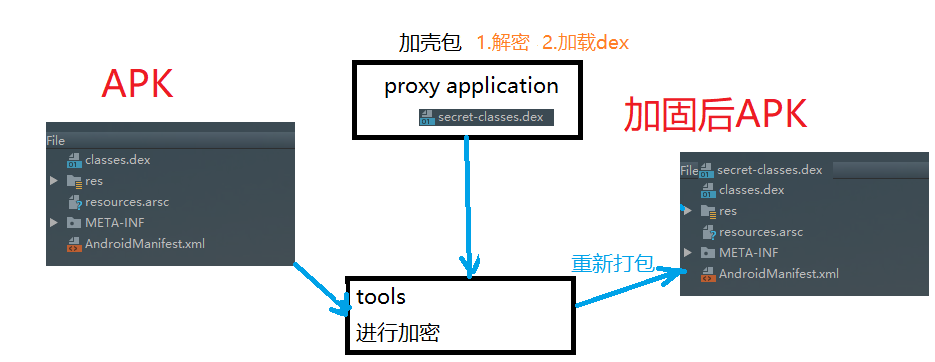 加壳包 1.解密 2.加载dex
APK
proxy application
secret-classes.dex
File
classes.dex
res
resources.arsc
META-INF
AndroidManifest.xml
加固后APK
File secret-classes.dex
classes.dex
res
resources.arsc
META-INF
AndroidManifest.xml
重新打包
tools
进行加密